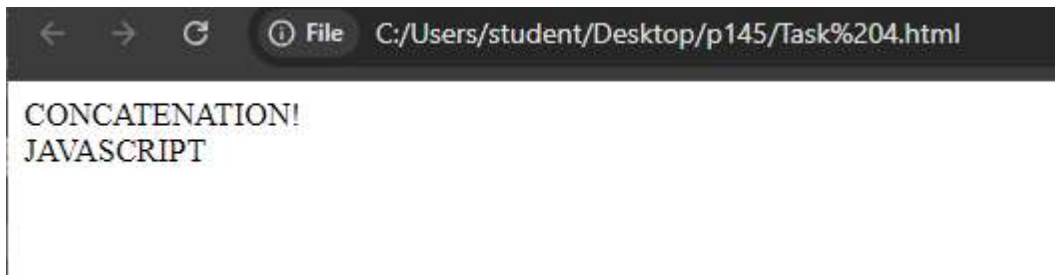 File C:/Users/student/Desktop/p145/Task%204.html
CONCATENATION!
JAVASCRIPT